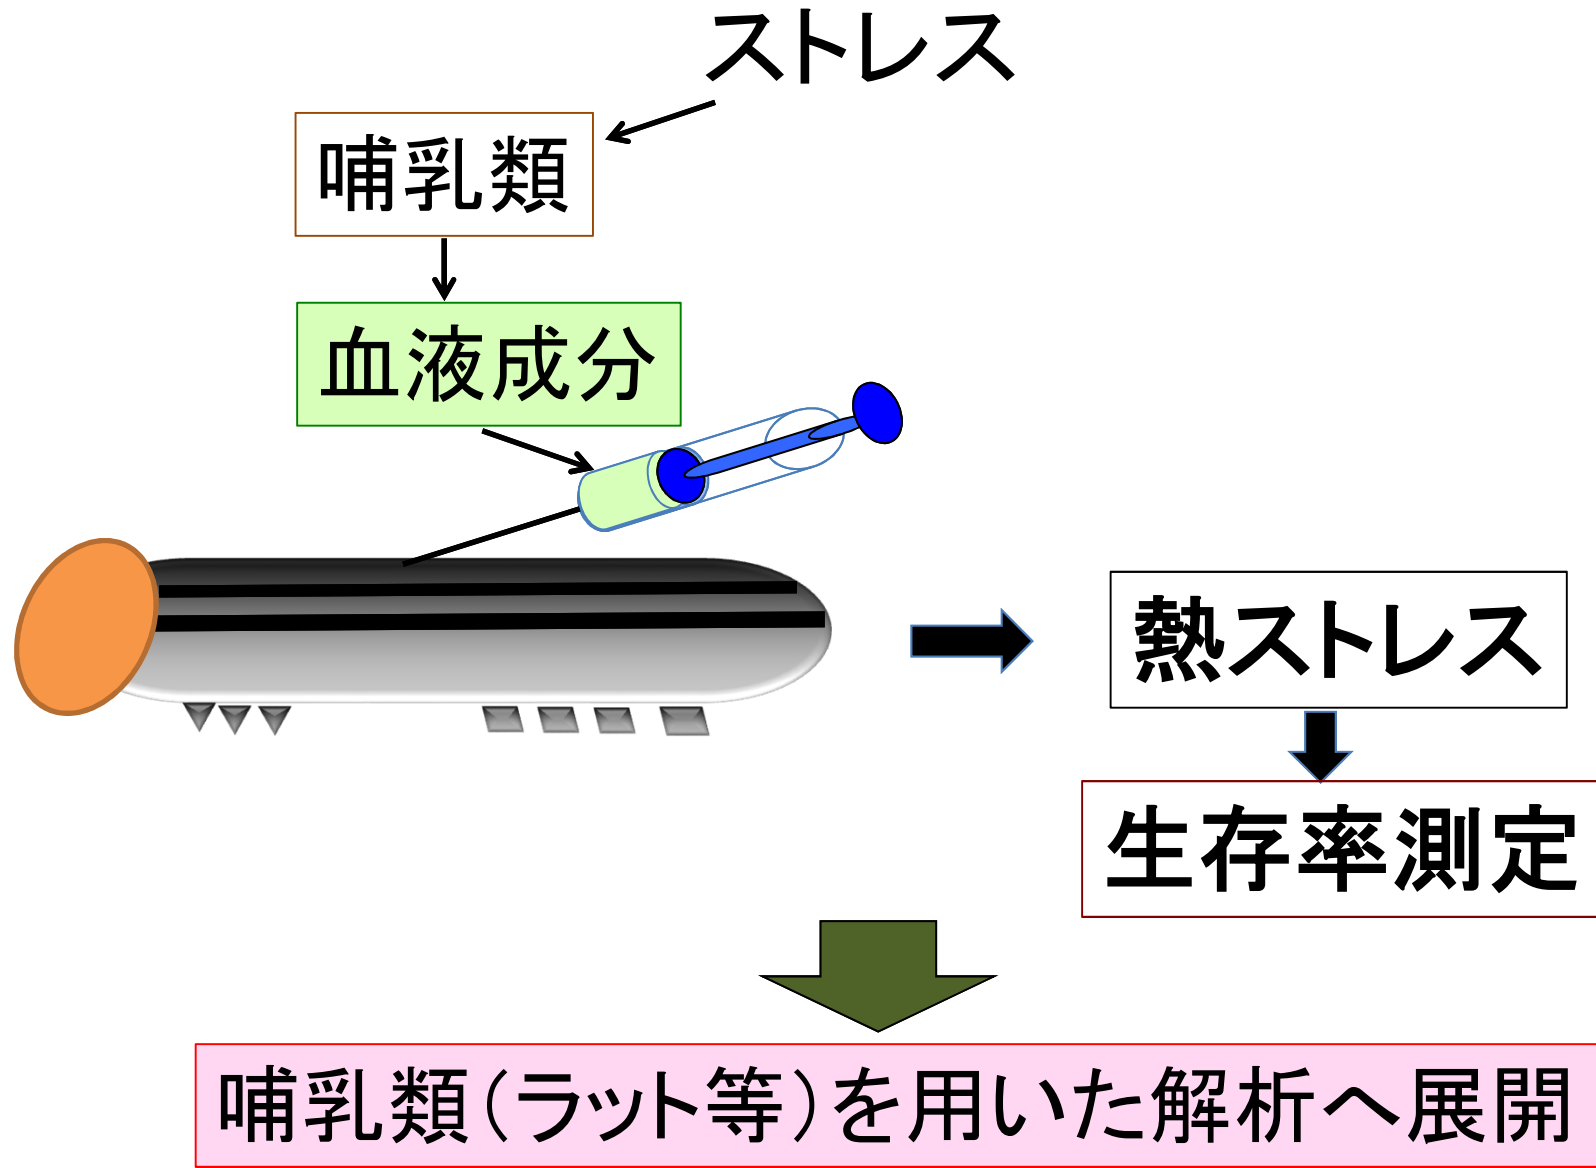 ストレス
哺乳類
血液成分
熱ストレス
生存率測定
哺乳類(ラット等)を用いた解析へ展開